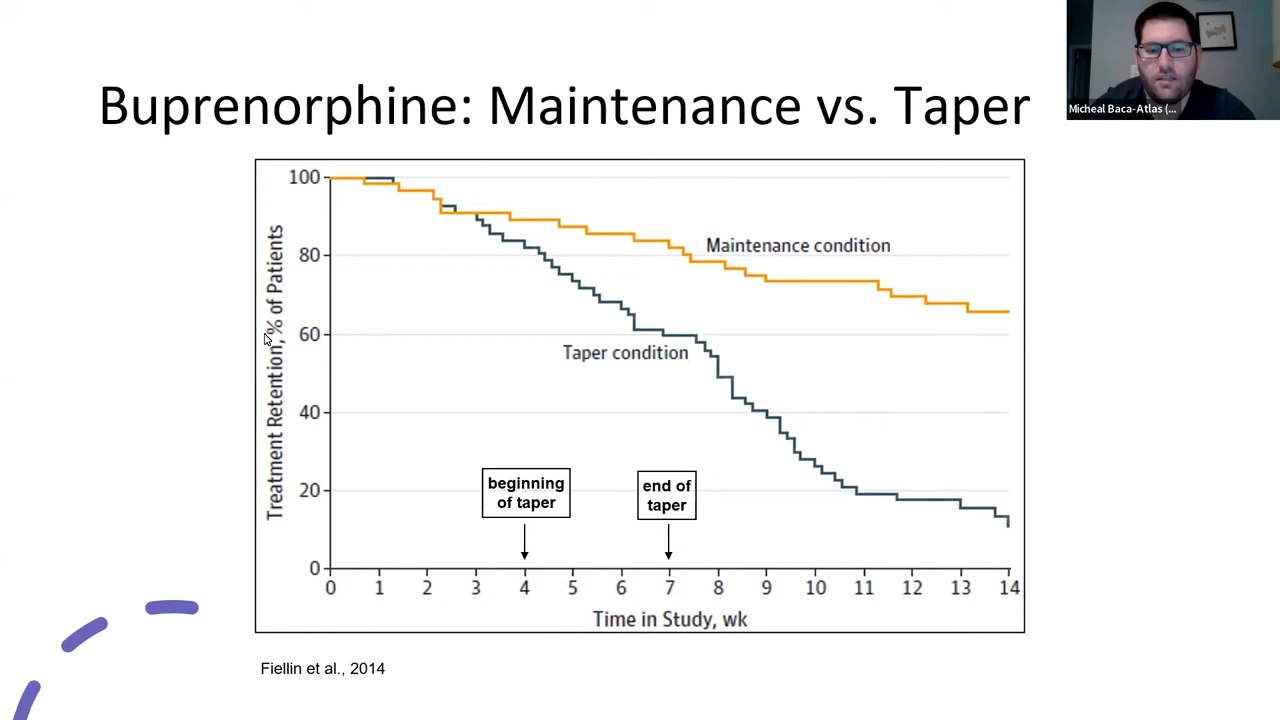 Buprenorphine: Maintenance vs. Taper
Micheal Baca-Atlas (...
Treatment Retention, % of Patients
100
80
60
40
20
0
Maintenance condition
Taper condition
beginning
of taper
end of
taper
0 1 2 3 4 5 6 7 8 9 10 11 12 13 14
Time in Study, wk
Fiellin et al., 2014